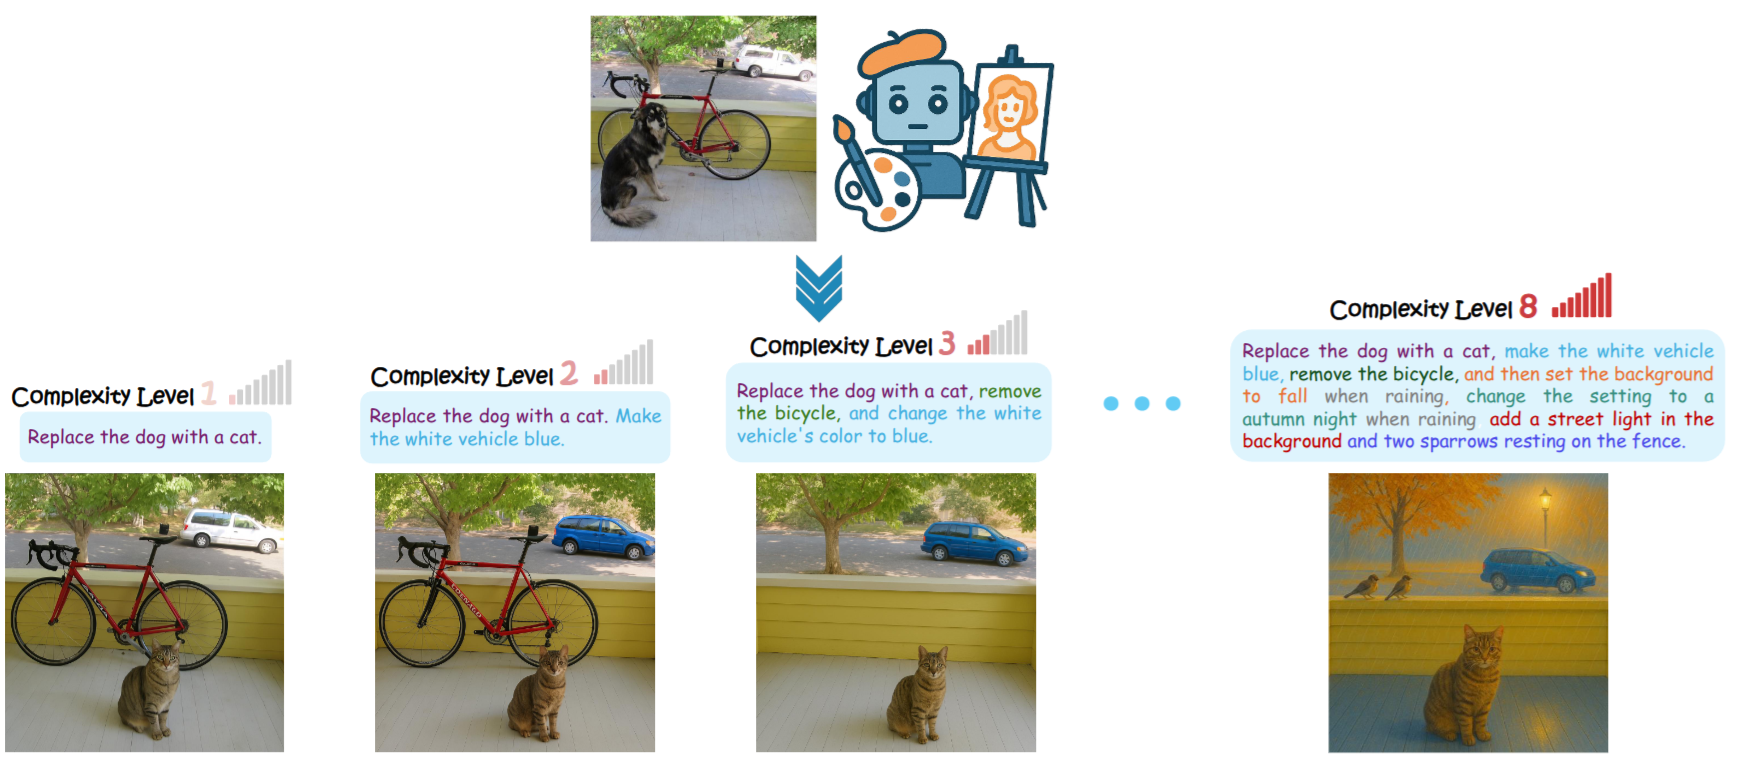 Complexity Level 1
Replace the dog with a cat.
Complexity Level 2
Replace the dog with a cat. Make
the white vehicle blue.
Complexity Level 3
Replace the dog with a cat, remove
the bicycle, and change the white
vehicle's color to blue.
Complexity Level 8
Replace the dog with a cat, make the white vehicle
blue, remove the bicycle, and then set the background
to fall when raining, change the setting to a
autumn night when raining add a street light in the
background and two sparrows resting on the fence.